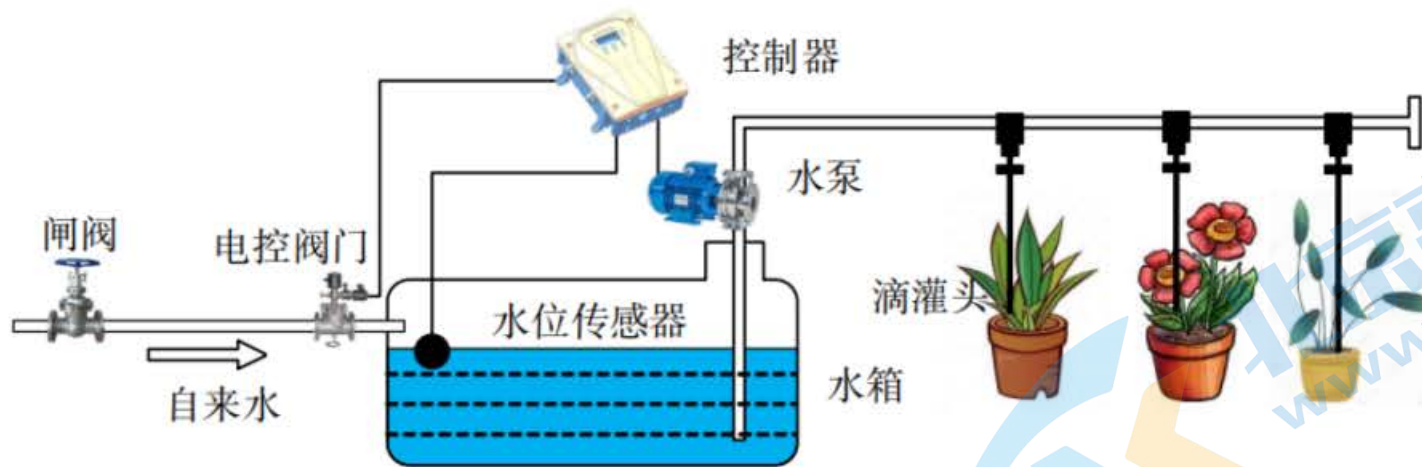 控制器
水泵
闸阀
电控阀门
滴灌头
水位传感器
水箱
自来水